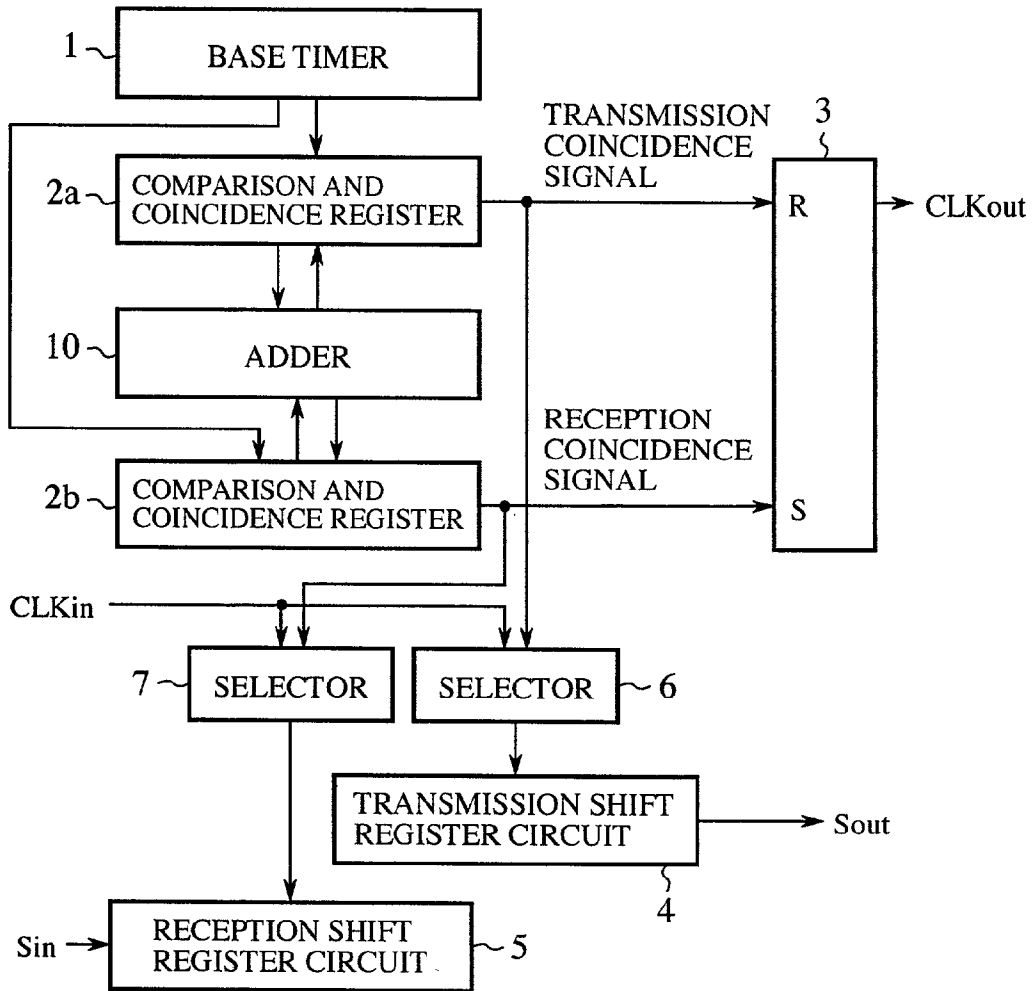 1
BASE TIMER
TRANSMISSION
COINCIDENCE
SIGNAL
3
2a
COMPARISON AND
COINCIDENCE REGISTER
R
CLKout
10
ADDER
RECEPTION
COINCIDENCE
SIGNAL
2b
COMPARISON AND
COINCIDENCE REGISTER
S
CLKin
7
SELECTOR
SELECTOR
6
TRANSMISSION SHIFT
REGISTER CIRCUIT
Sout
4
Sin
RECEPTION SHIFT
REGISTER CIRCUIT
5